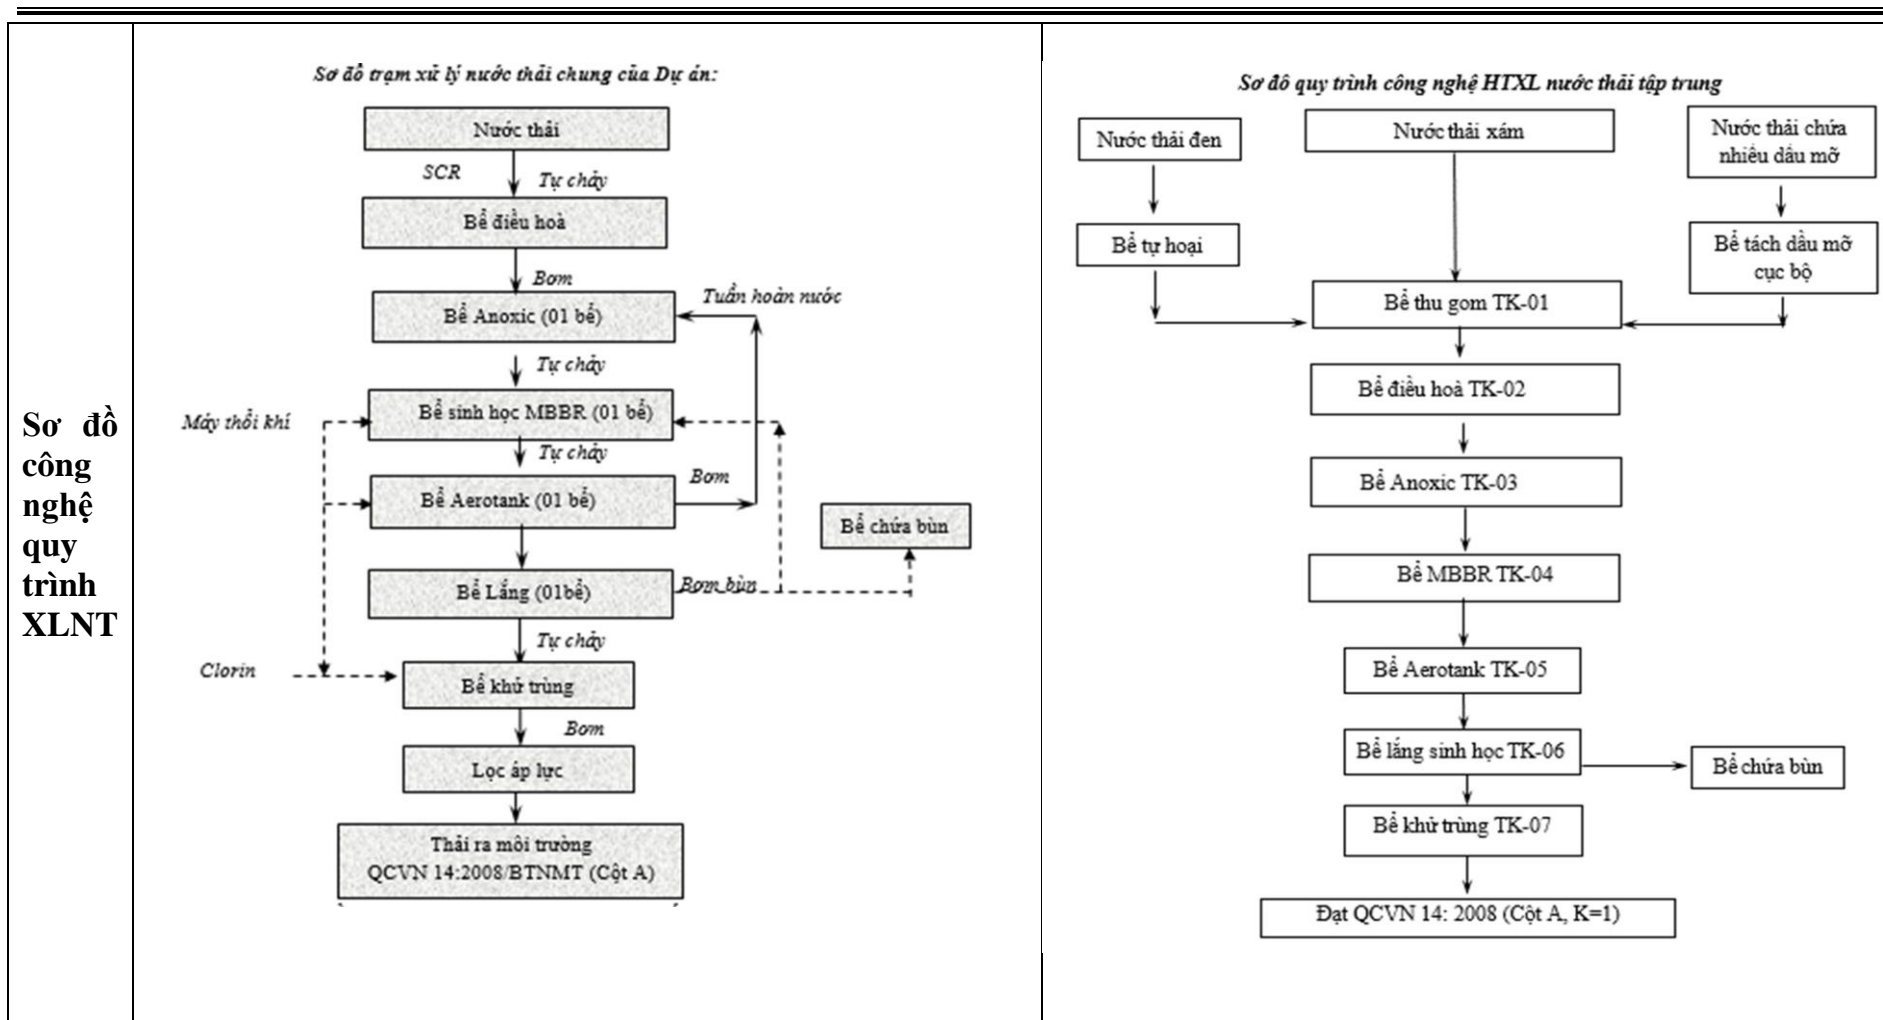 Sơ đồ
công
nghệ
quy
trình
XLNT
Sơ đồ trạm xử lý nước thải chung của Dự án:
Nước thải
SCR
Tự chảy
Bể điều hoà
Bơm
Tuần hoàn nước
Bể Anoxic (01 bể)
Tự chảy
Máy thổi khí
Bể sinh học MBBR (01 bể)
Tự chảy
Bơm
Bể Aerotank (01 bể)
Bể chứa bùn
Bể Lắng (01bể)
Bơm bùn
Tự chảy
Clorin
Bể khử trùng
Bơm
Lọc áp lực
Thải ra môi trường
QCVN 14:2008/BTNMT (Cột A)
Sơ đồ quy trình công nghệ HTXL nước thải tập trung
Nước thải đen
Nước thải xám
Nước thải chứa
nhiều dầu mỡ
Bể tự hoại
Bể tách dầu mỡ
cục bộ
Bể thu gom TK-01
Bể điều hoà TK-02
Bể Anoxic TK-03
Bể MBBR TK-04
Bể Aerotank TK-05
Bể lắng sinh học TK-06
Bể chứa bùn
Bể khử trùng TK-07
Đạt QCVN 14: 2008 (Cột A, K=1)